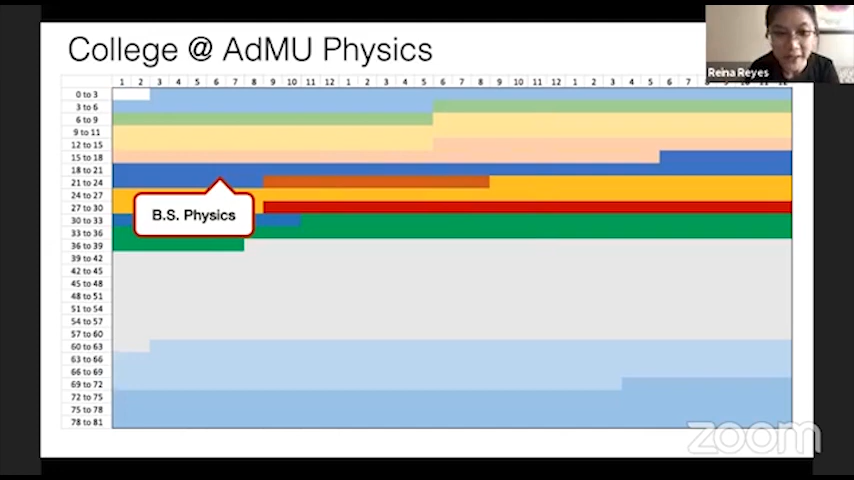 College @ AdMU Physics
Reina Reyes
1 2 3 4 5 6 7 8 9 10 11 12 1 2 3 4 5 6 7 8 9 10 11 12 1 2 3 4 5 6 7
0 to 3
3 to 6
6 to 9
9 to 11
12 to 15
15 to 18
18 to 21
21 to 24
24 to 27
27 to 30
30 to 33
33 to 36
36 to 39
39 to 42
42 to 45
45 to 48
48 to 51
51 to 54
54 to 57
57 to 60
60 to 63
63 to 66
66 to 69
69 to 72
72 to 75
75 to 78
78 to 81
B.S. Physics
zoom